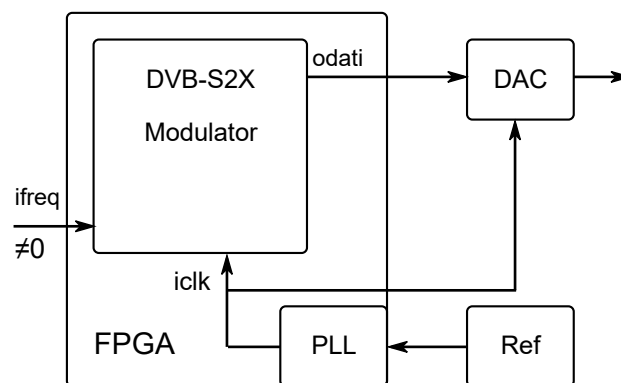 DVB-S2X
Modulator
odati
DAC
ifreq
≠0
iclk
FPGA
PLL
Ref